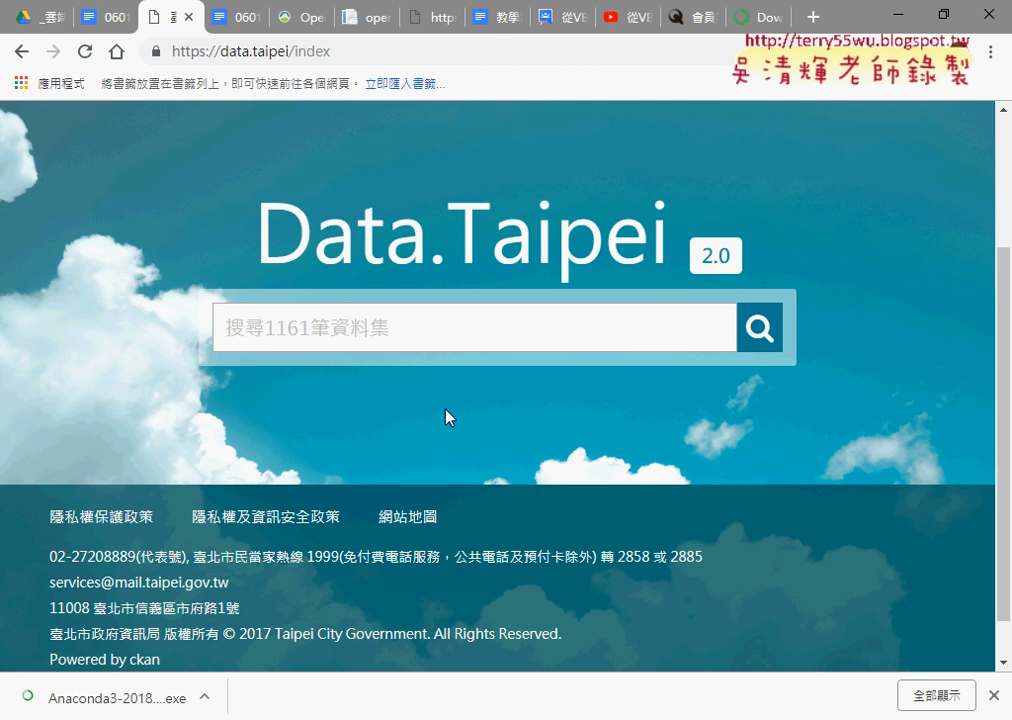 _雲端
0601
0601
Ope
ope
http
教學
從VB
從VB
會員
Dow
https://data.taipei/index
http://terry55wu.blogspot.tw
吳清輝老師錄製
應用程式 將書籤放置在書籤列上，即可快速前往各個網頁。 立即匯入書籤...
Data.Taipei 2.0
搜尋1161筆資料集
隱私權保護政策 隱私權及資訊安全政策 網站地圖
02-27208889(代表號), 臺北市民當家熱線 1999(免付費電話服務，公共電話及預付卡除外) 轉 2858 或 2885
services@mail.taipei.gov.tw
11008 臺北市信義區市府路1號
臺北市政府資訊局 版權所有 © 2017 Taipei City Government. All Rights Reserved.
Powered by ckan
Anaconda3-2018....exe
全部顯示